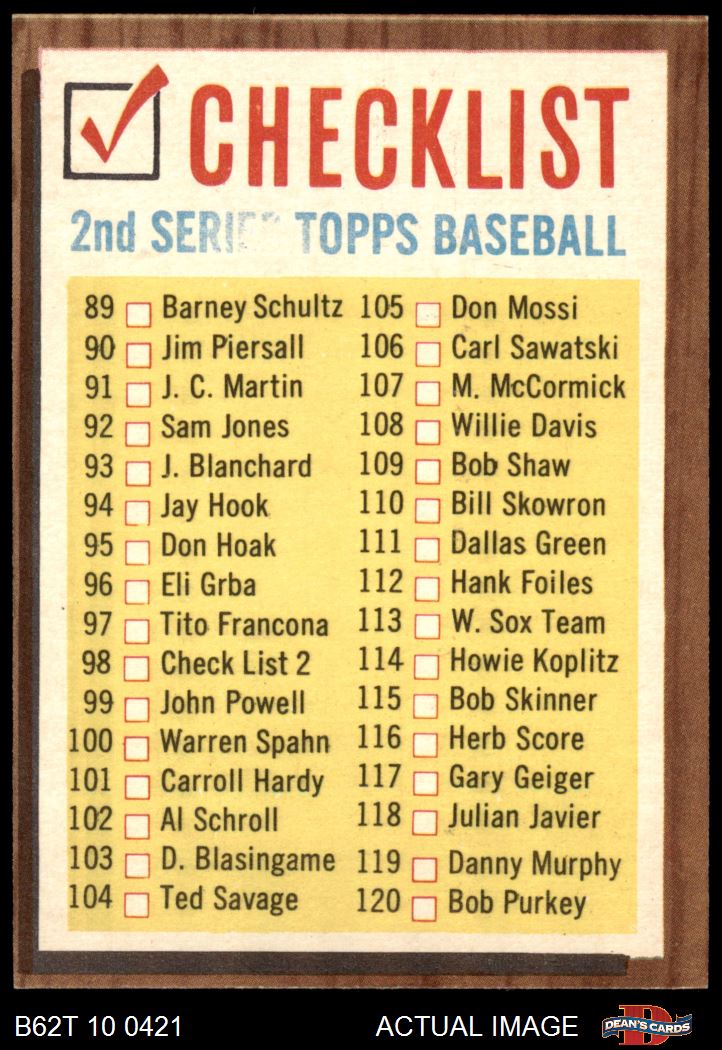 CHECKLIST
2nd SERIES TOPPS BASEBALL
89 Barney Schultz
90 Jim Piersall
91 J. C. Martin
92 Sam Jones
93 J. Blanchard
94 Jay Hook
95 Don Hoak
96 Eli Grba
97 Tito Francona
98 Check List 2
99 John Powell
100 Warren Spahn
101 Carroll Hardy
102 Al Schroll
103 D. Blasingame
104 Ted Savage
105 Don Mossi
106 Carl Sawatski
107 M. McCormick
108 Willie Davis
109 Bob Shaw
110 Bill Skowron
111 Dallas Green
112 Hank Foiles
113 W. Sox Team
114 Howie Koplitz
115 Bob Skinner
116 Herb Score
117 Gary Geiger
118 Julian Javier
119 Danny Murphy
120 Bob Purkey
B62T 10 0421
ACTUAL IMAGE
D
DEAN'S CARDS